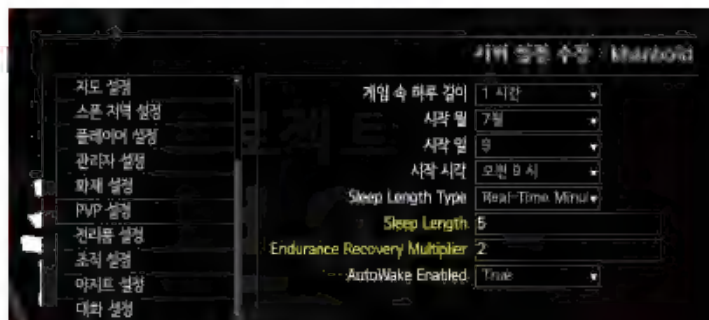 서버 설정 수정 :
지도 설정
스폰 지역 설정
플레이어 설정
관리자 설정
화재 설정
PVP 설정
전리품 설정
조직 설정
아지트 설정
대화 설정
게임 속 하루 길이 1 시간
시작 월 7월
시작 일 9
시작 시각 오전 9 시
Sleep Length Type Real-Time Minut
Sleep Length 5
Endurance Recovery Multiplier 2
AutoWake Enabled True